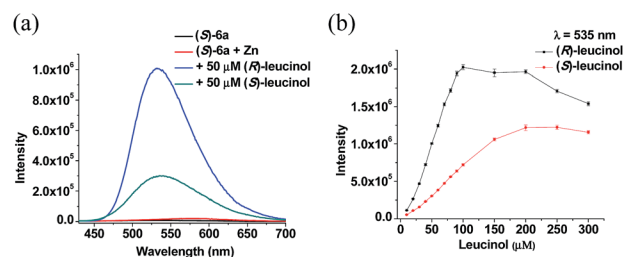 (a)
(S)-6a
(S)-6a + Zn
+ 50 μM (R)-leucinol
+ 50 μM (S)-leucinol
1.0x10⁶
8.0x10⁵
6.0x10⁵
4.0x10⁵
2.0x10⁵
0.0
Intensity
450 500 550 600 650 700
Wavelength (nm)
(b)
λ = 535 nm
(R)-leucinol
(S)-leucinol
2.0x10⁶
1.5x10⁶
1.0x10⁶
5.0x10⁵
0.0
Intensity
0 50 100 150 200 250 300
Leucinol (μM)